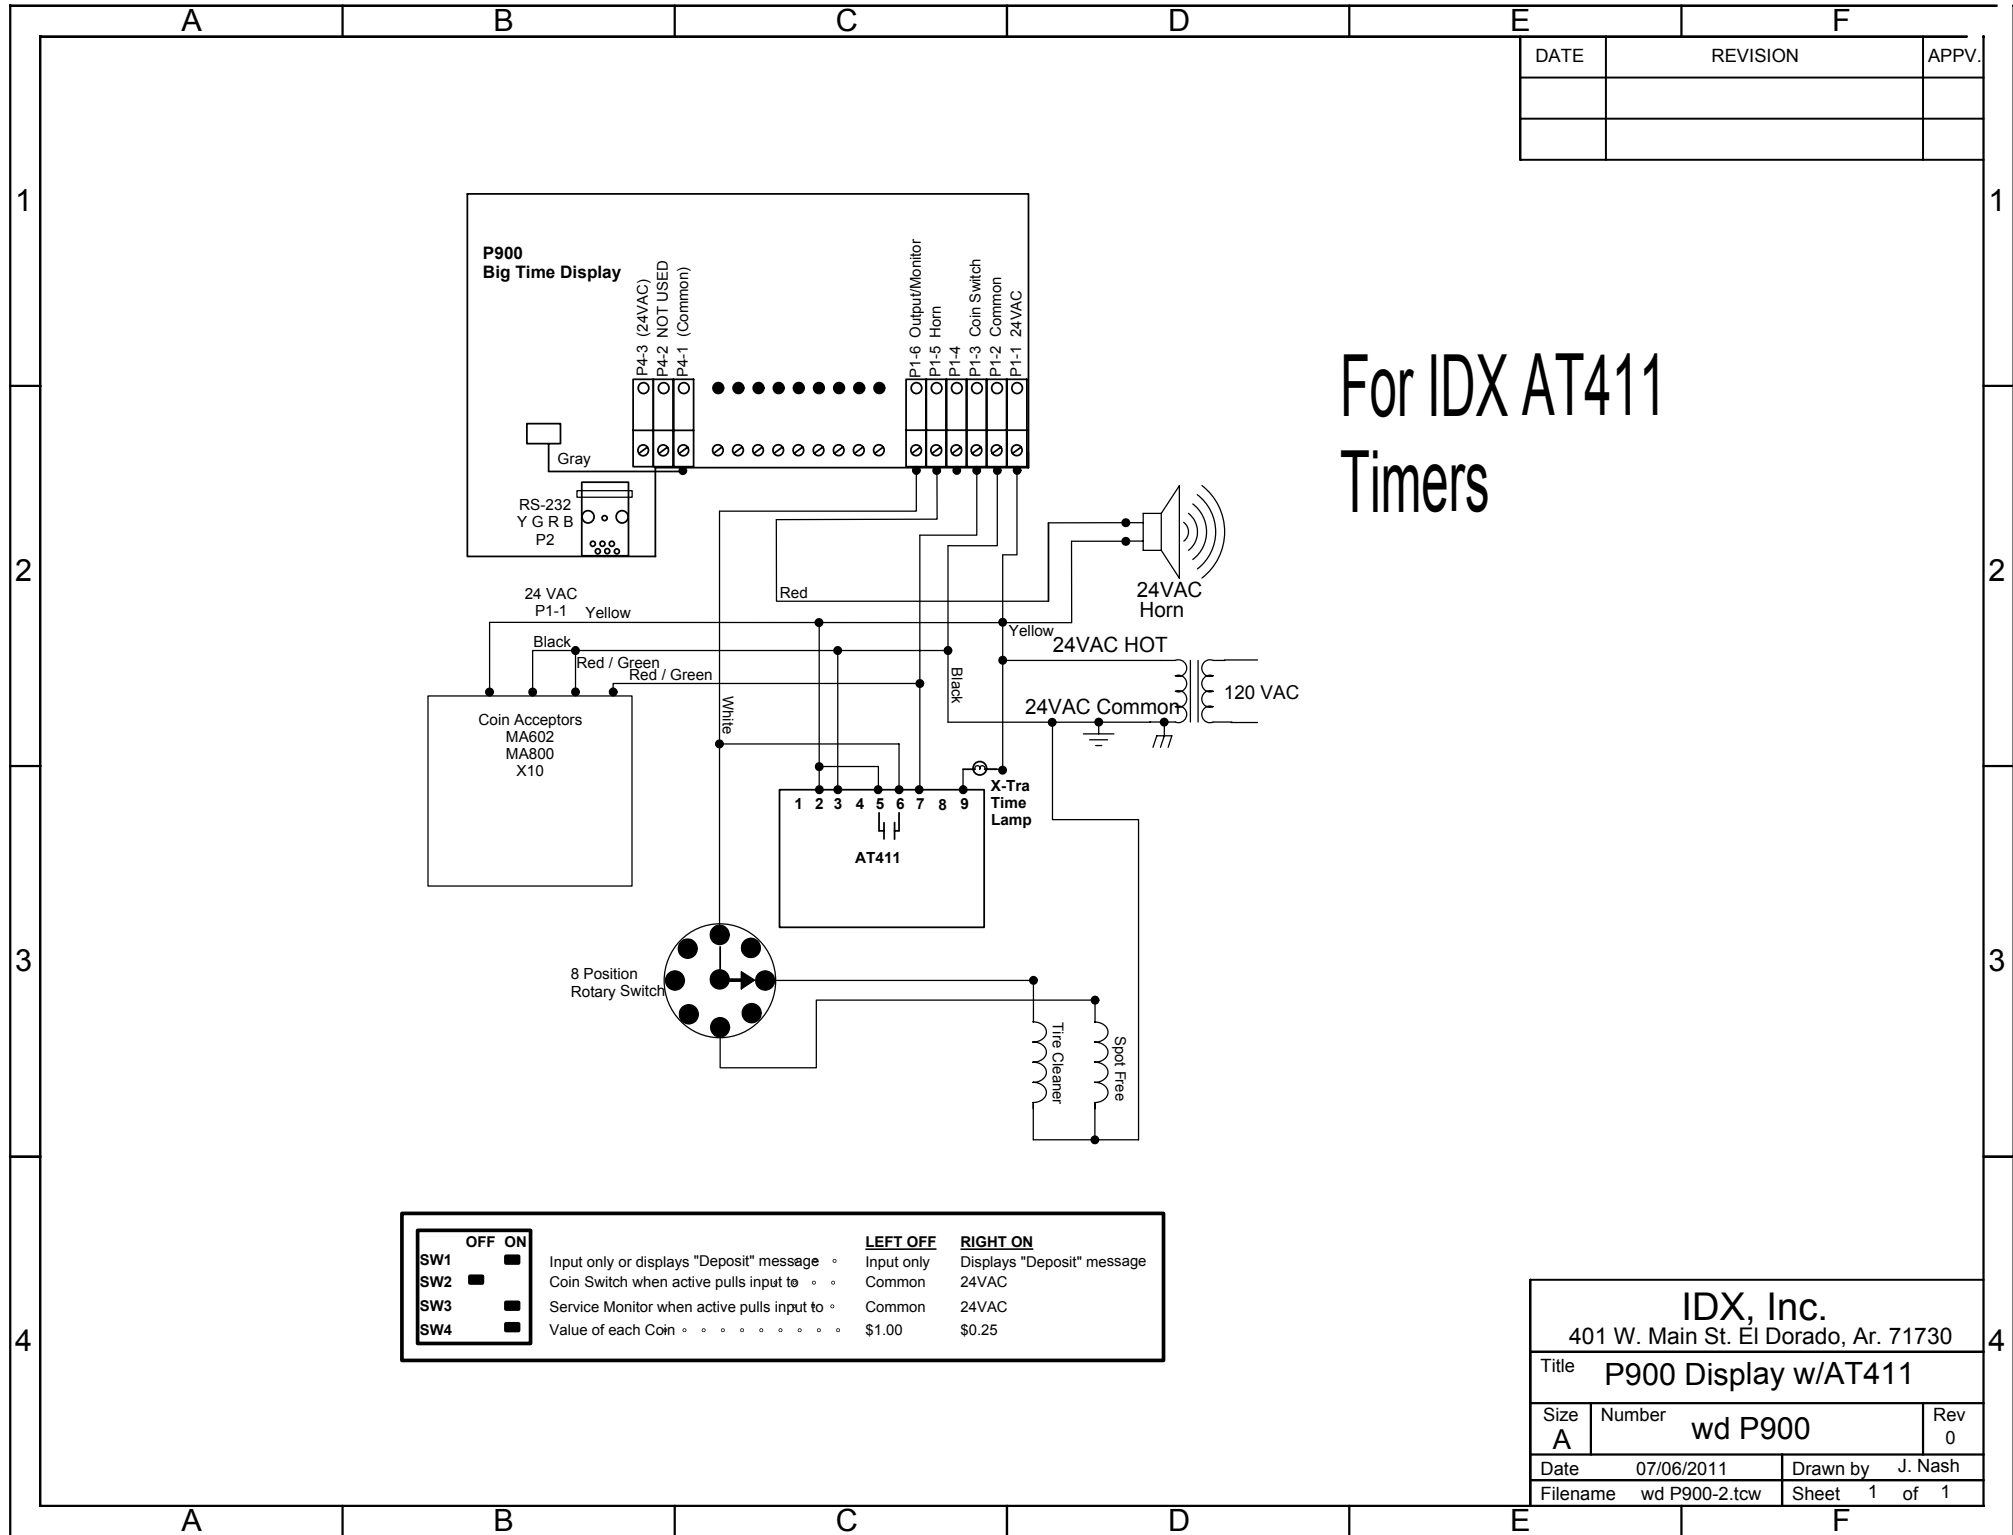 A B C D E F
DATE REVISION APPV.
1 1
P900
Big Time Display
P4-3 (24VAC)
P4-2 NOT USED
P4-1 (Common)
P1-6 Output/Monitor
P1-5 Horn
P1-4
P1-3 Coin Switch
P1-2 Common
P1-1 24VAC
For IDX AT411
Timers
Gray
RS-232
Y G R B
P2
2 2
24VAC
Horn
Red
24 VAC
P1-1 Yellow
Yellow
24VAC HOT
Black
Red / Green
Red / Green
Black
White
24VAC Common
120 VAC
Coin Acceptors
MA602
MA800
X10
X-Tra
Time
Lamp
1 2 3 4 5 6 7 8 9
AT411
3 3
8 Position
Rotary Switch
Tire Cleaner
Spot Free
OFF ON
LEFT OFF RIGHT ON
SW1 Input only or displays "Deposit" message Input only Displays "Deposit" message
SW2 Coin Switch when active pulls input to Common 24VAC
SW3 Service Monitor when active pulls input to Common 24VAC
SW4 Value of each Coin $1.00 $0.25
4 4
IDX, Inc.
401 W. Main St. El Dorado, Ar. 71730
Title P900 Display w/AT411
Size A Number wd P900 Rev 0
Date 07/06/2011 Drawn by J. Nash
Filename wd P900-2.tcw Sheet 1 of 1
A B C D E F